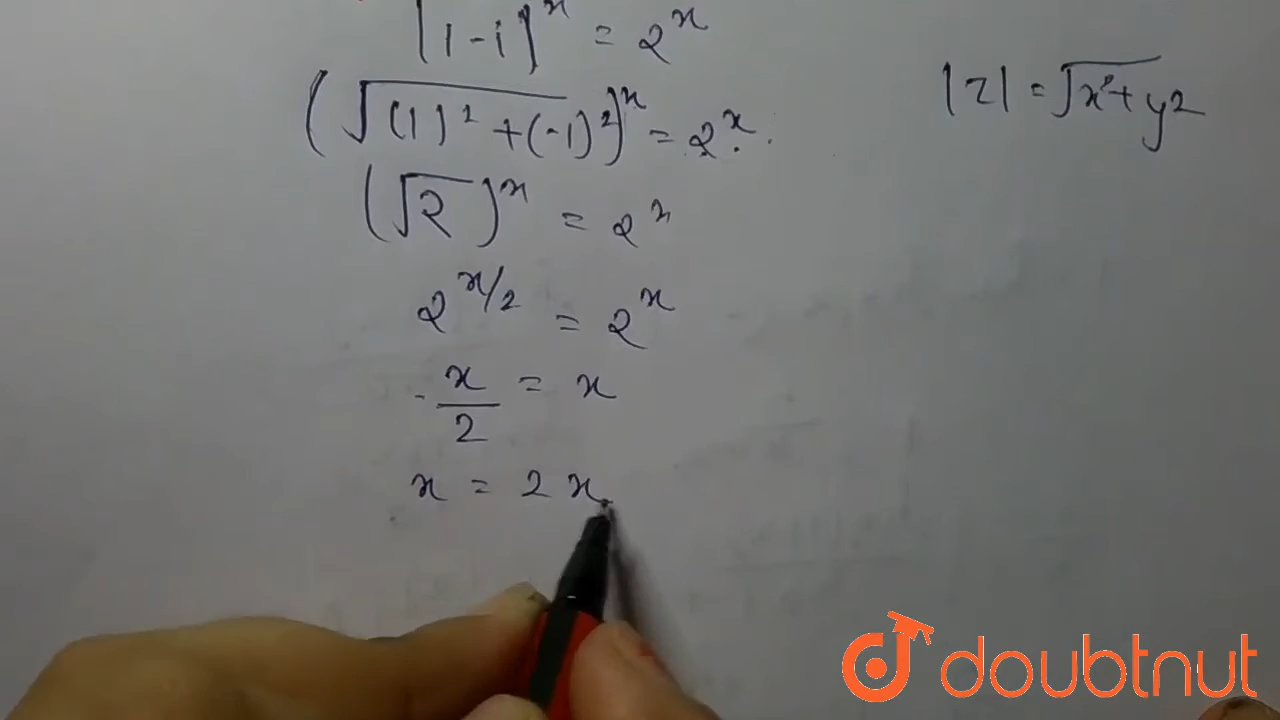 |1-i|^x = 2^x
(√(1)² + (-1)²)^x = 2^x
|z| = √x²+y2
(√2)^x = 2^x
2^x/2 = 2^x
x/2 = x
x = 2x
doubtnut